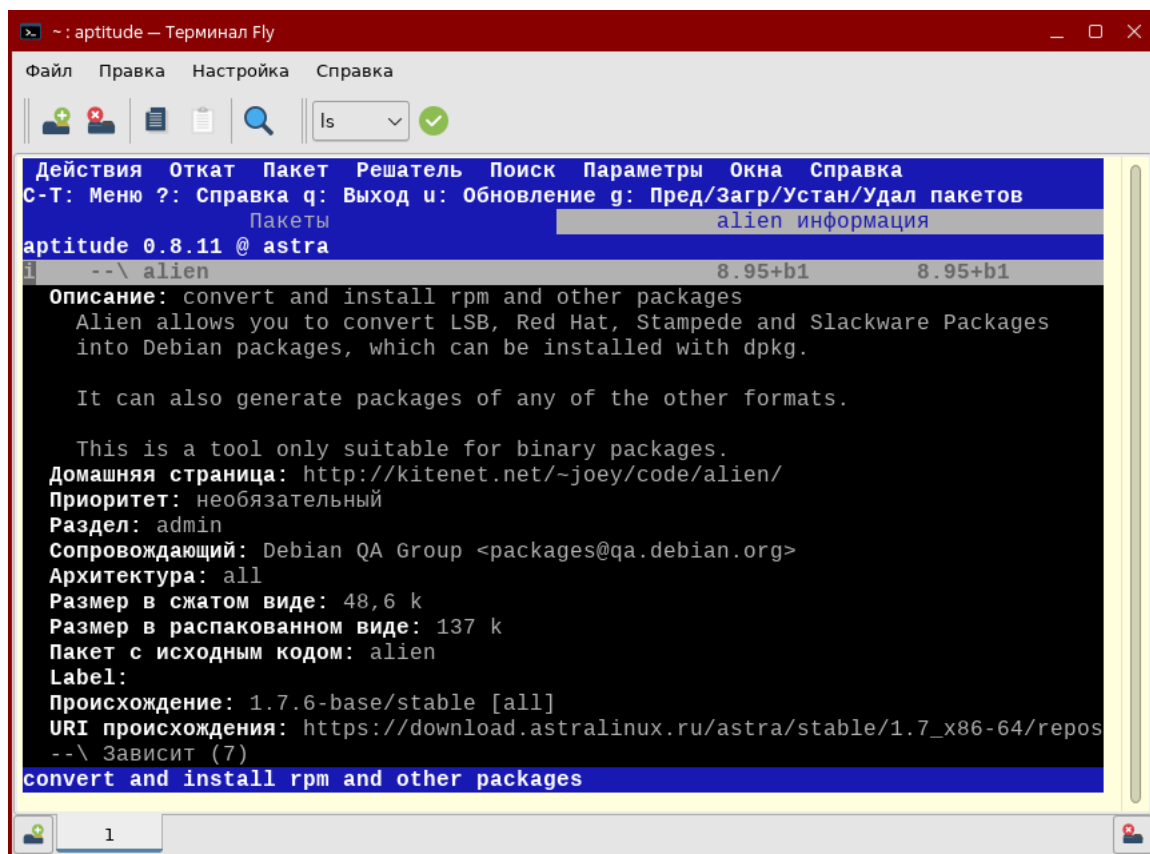 ~ : aptitude — Терминал Fly
Файл Правка Настройка Справка
ls
Действия Откат Пакет Решатель Поиск Параметры Окна Справка
C-T: Меню ?: Справка q: Выход u: Обновление g: Пред/Загр/Устан/Удал пакетов
Пакеты alien информация
aptitude 0.8.11 @ astra
i --\ alien 8.95+b1 8.95+b1
Описание: convert and install rpm and other packages
Alien allows you to convert LSB, Red Hat, Stampede and Slackware Packages
into Debian packages, which can be installed with dpkg.
It can also generate packages of any of the other formats.
This is a tool only suitable for binary packages.
Домашняя страница: http://kitenet.net/~joey/code/alien/
Приоритет: необязательный
Раздел: admin
Сопровождающий: Debian QA Group <packages@qa.debian.org>
Архитектура: all
Размер в сжатом виде: 48,6 k
Размер в распакованном виде: 137 k
Пакет с исходным кодом: alien
Label:
Происхождение: 1.7.6-base/stable [all]
URI происхождения: https://download.astralinux.ru/astra/stable/1.7_x86-64/repos
--\ Зависит (7)
convert and install rpm and other packages
1